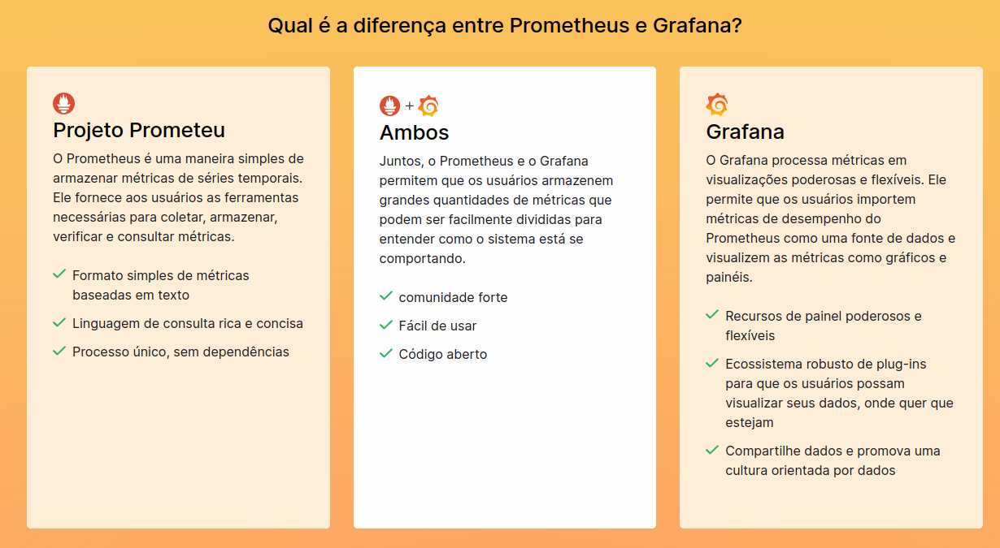 Qual é a diferença entre Prometheus e Grafana?
Projeto Prometeu
O Prometheus é uma maneira simples de
armazenar métricas de séries temporais.
Ele fornece aos usuários as ferramentas
necessárias para coletar, armazenar,
verificar e consultar métricas.
Formato simples de métricas
baseadas em texto
Linguagem de consulta rica e concisa
Processo único, sem dependências
+
Ambos
Juntos, o Prometheus e o Grafana
permitem que os usuários armazenem
grandes quantidades de métricas que
podem ser facilmente divididas para
entender como o sistema está se
comportando.
comunidade forte
Fácil de usar
Código aberto
Grafana
O Grafana processa métricas em
visualizações poderosas e flexíveis. Ele
permite que os usuários importem
métricas de desempenho do
Prometheus como uma fonte de dados e
visualizem as métricas como gráficos e
painéis.
Recursos de painel poderosos e
flexíveis
Ecossistema robusto de plug-ins
para que os usuários possam
visualizar seus dados, onde quer que
estejam
Compartilhe dados e promova uma
cultura orientada por dados